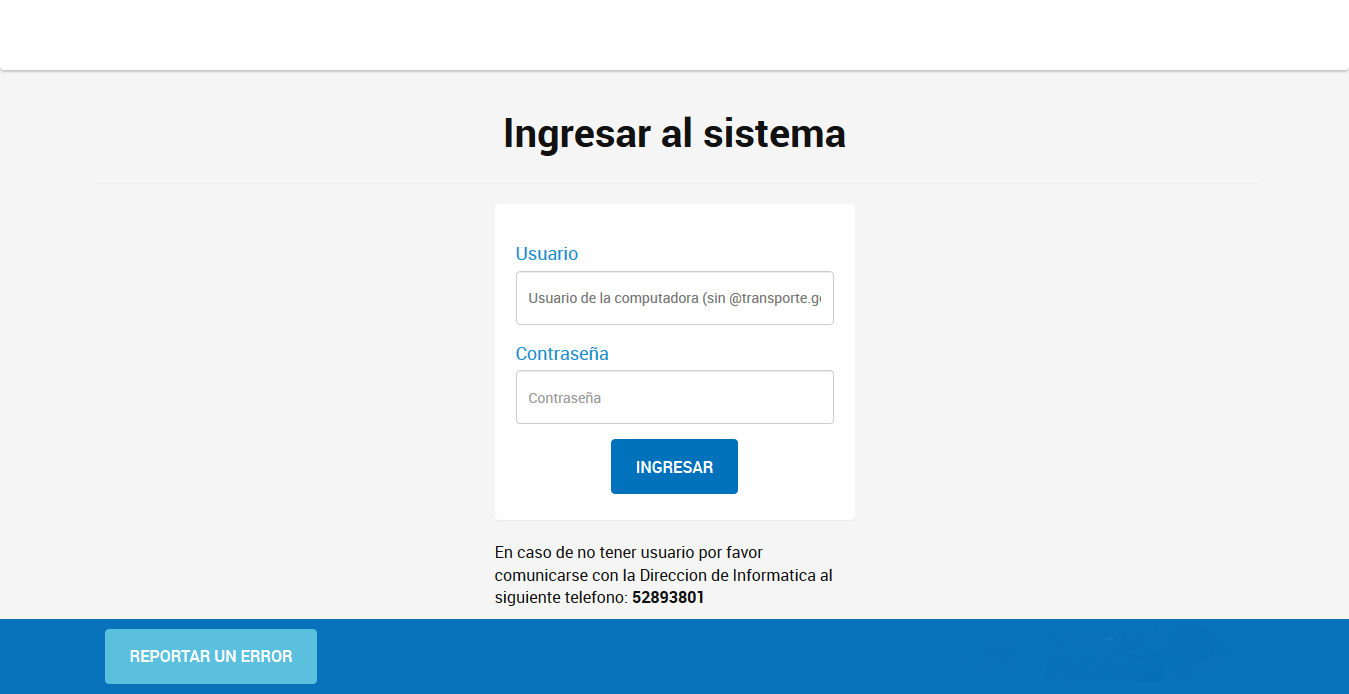 Ingresar al sistema
Usuario
Usuario de la computadora (sin @transporte.g
Contraseña
Contraseña
INGRESAR
En caso de no tener usuario por favor
comunicarse con la Direccion de Informatica al
siguiente telefono: 52893801
REPORTAR UN ERROR